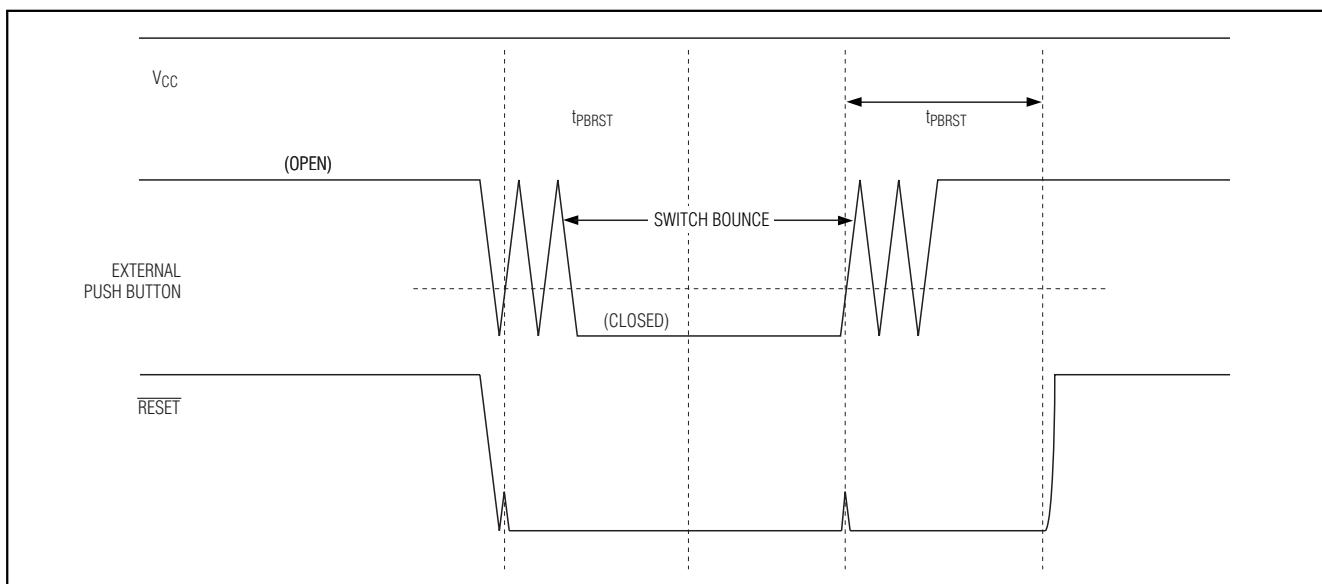 VCC
tPBRST
tPBRST
(OPEN)
SWITCH BOUNCE
EXTERNAL
PUSH BUTTON
(CLOSED)
RESET